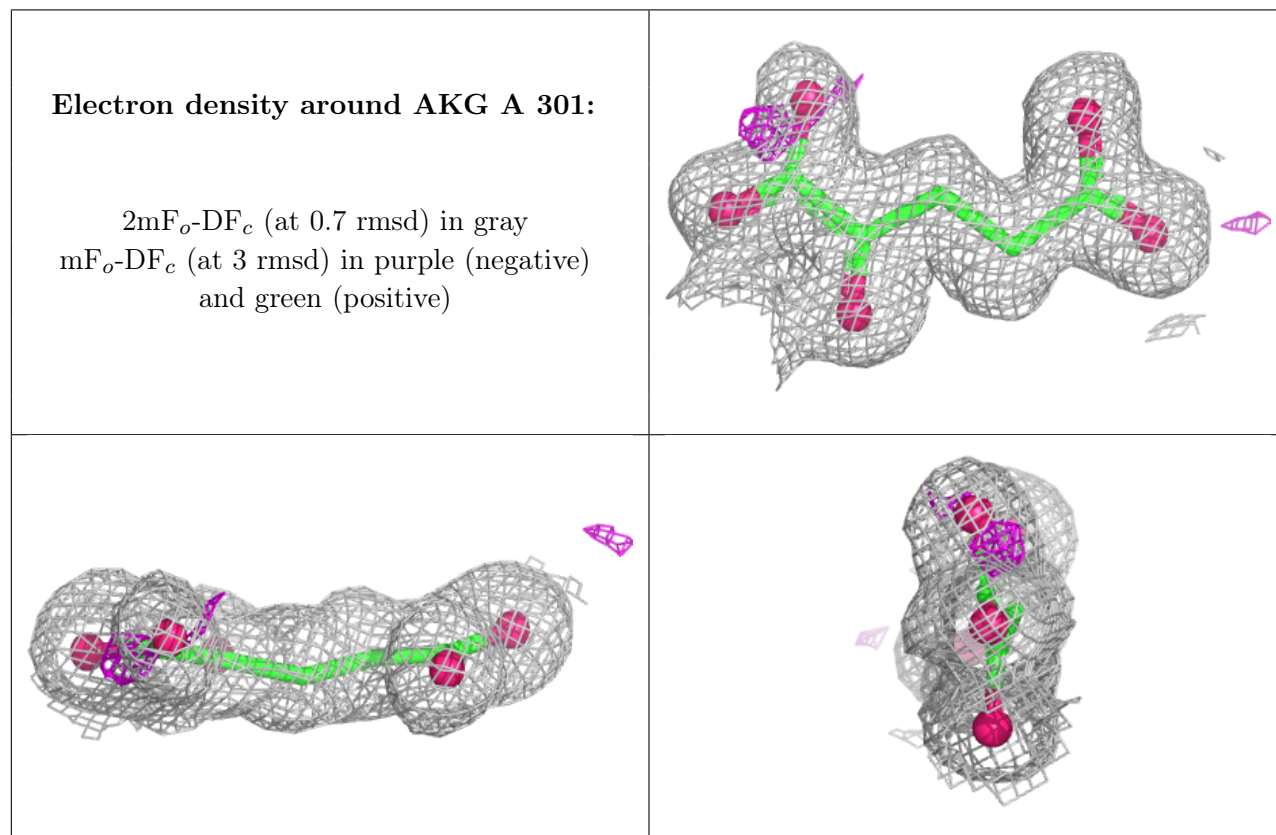 Electron density around AKG A 301:
2mFo-DFc (at 0.7 rmsd) in gray
mFo-DFc (at 3 rmsd) in purple (negative)
and green (positive)